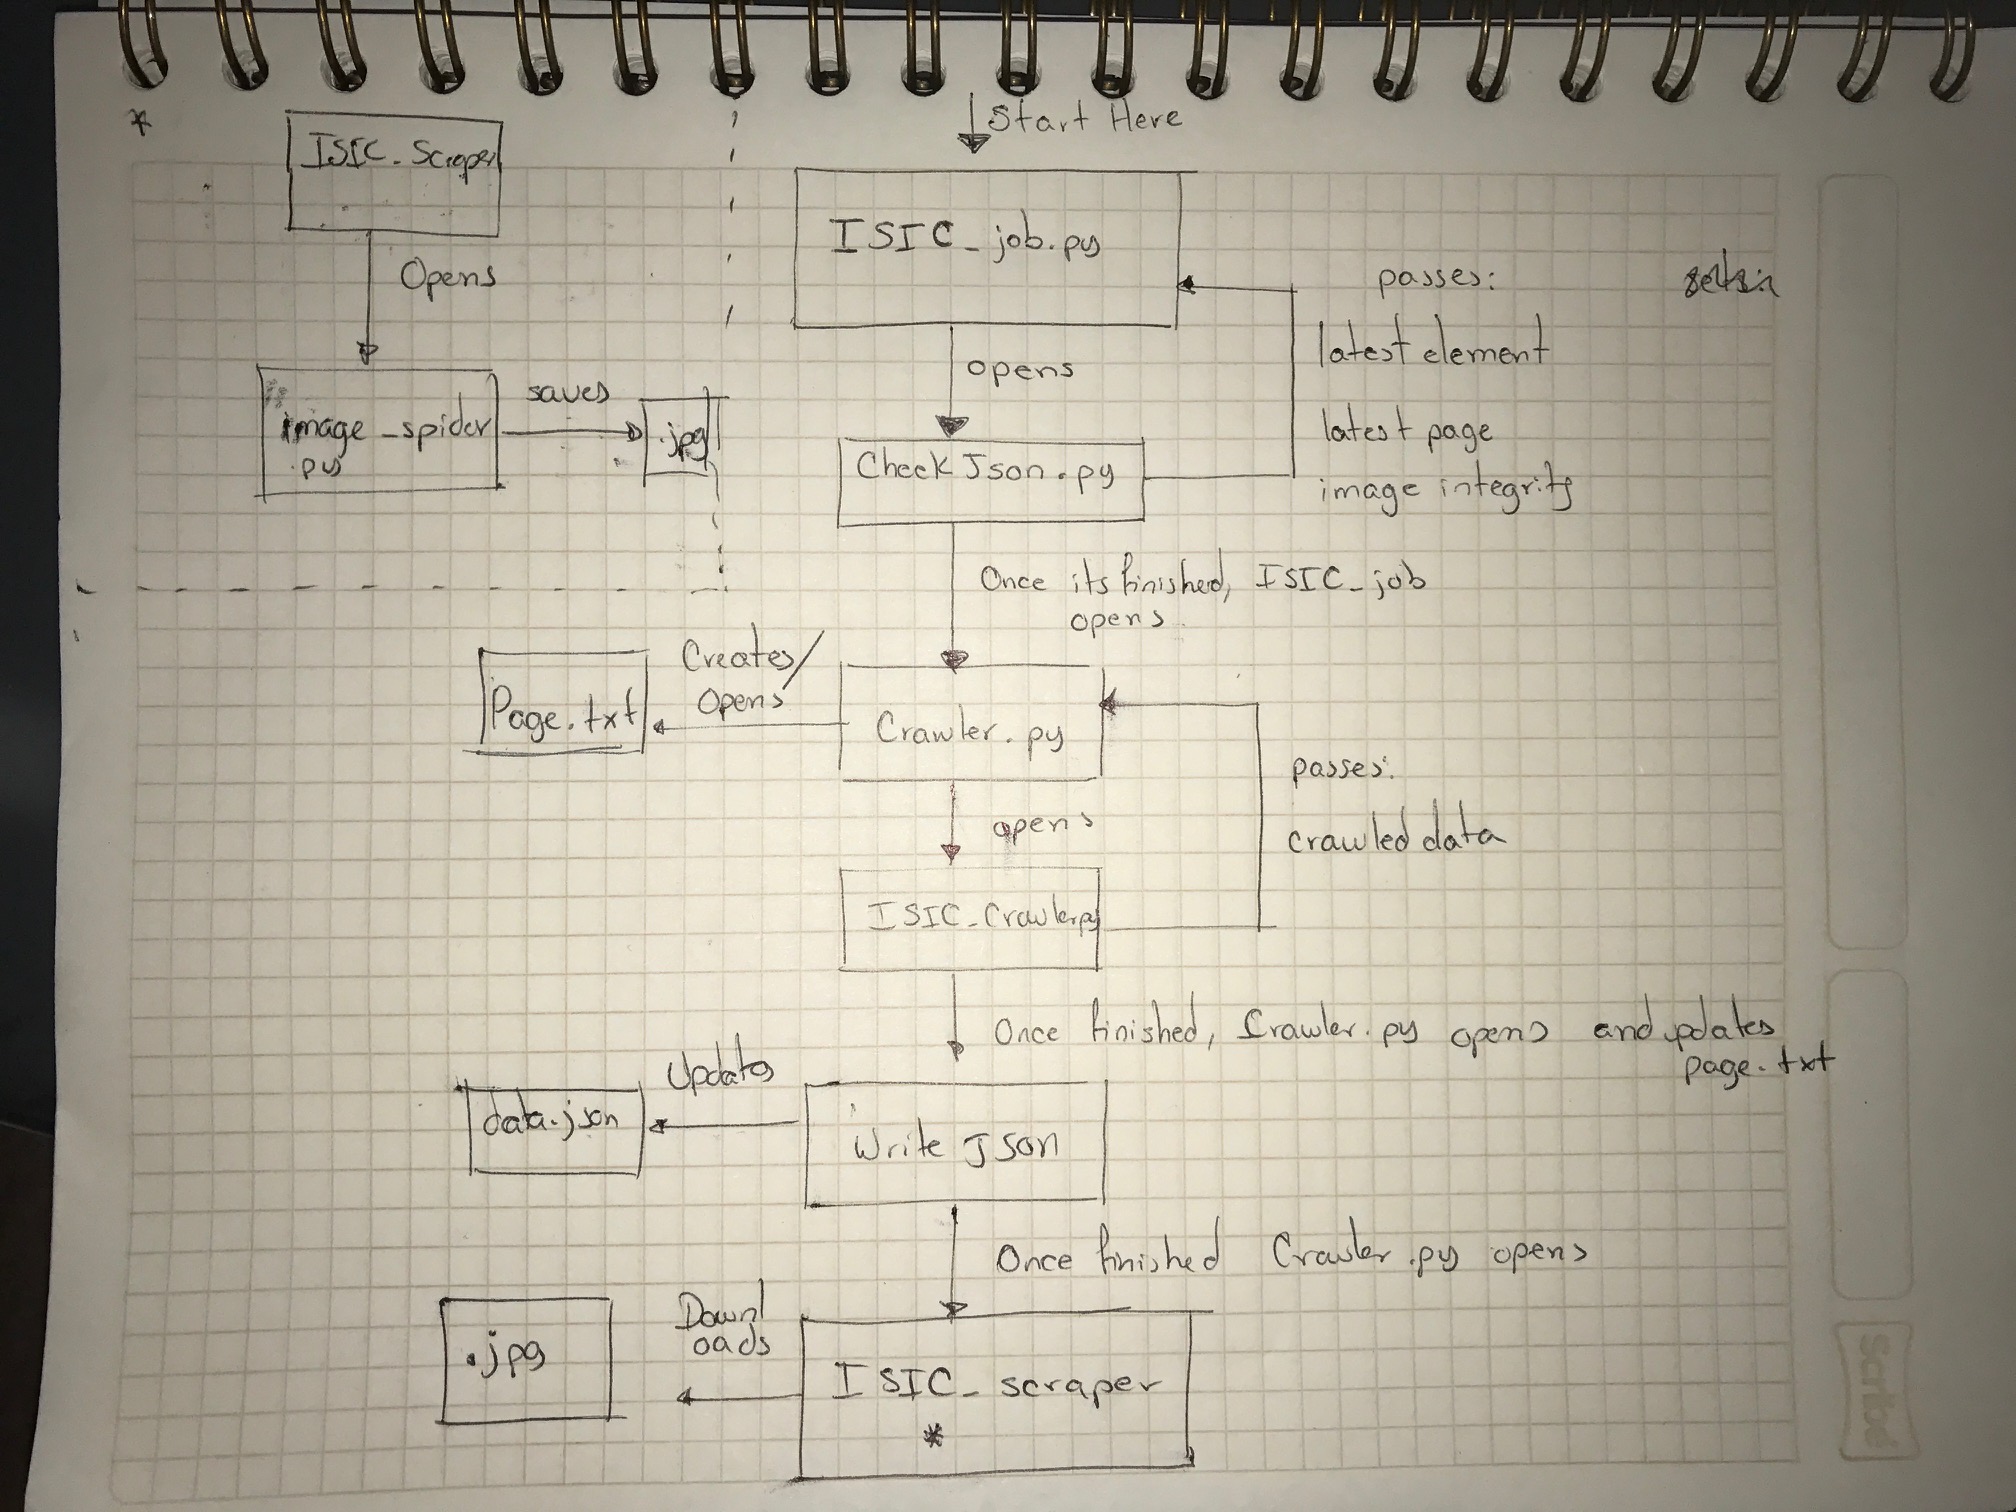 *
Start Here
ISIC_Scraper
ISIC_job.py
Opens
passes:
latest element
opens
latest page
image integrity
saves
image_spider
.py
.jpg
Check Json.py
Once its finished, ISIC_job
opens
Creates/
Opens
Page.txt
Crawler.py
passes:
crawled data
opens
ISIC_Crawler.py
Once finished, Crawler.py opens and updates
page.txt
Updates
data.json
Write Json
Once finished Crawler.py opens
Downl
oads
.jpg
ISIC_scraper
*
Scribe